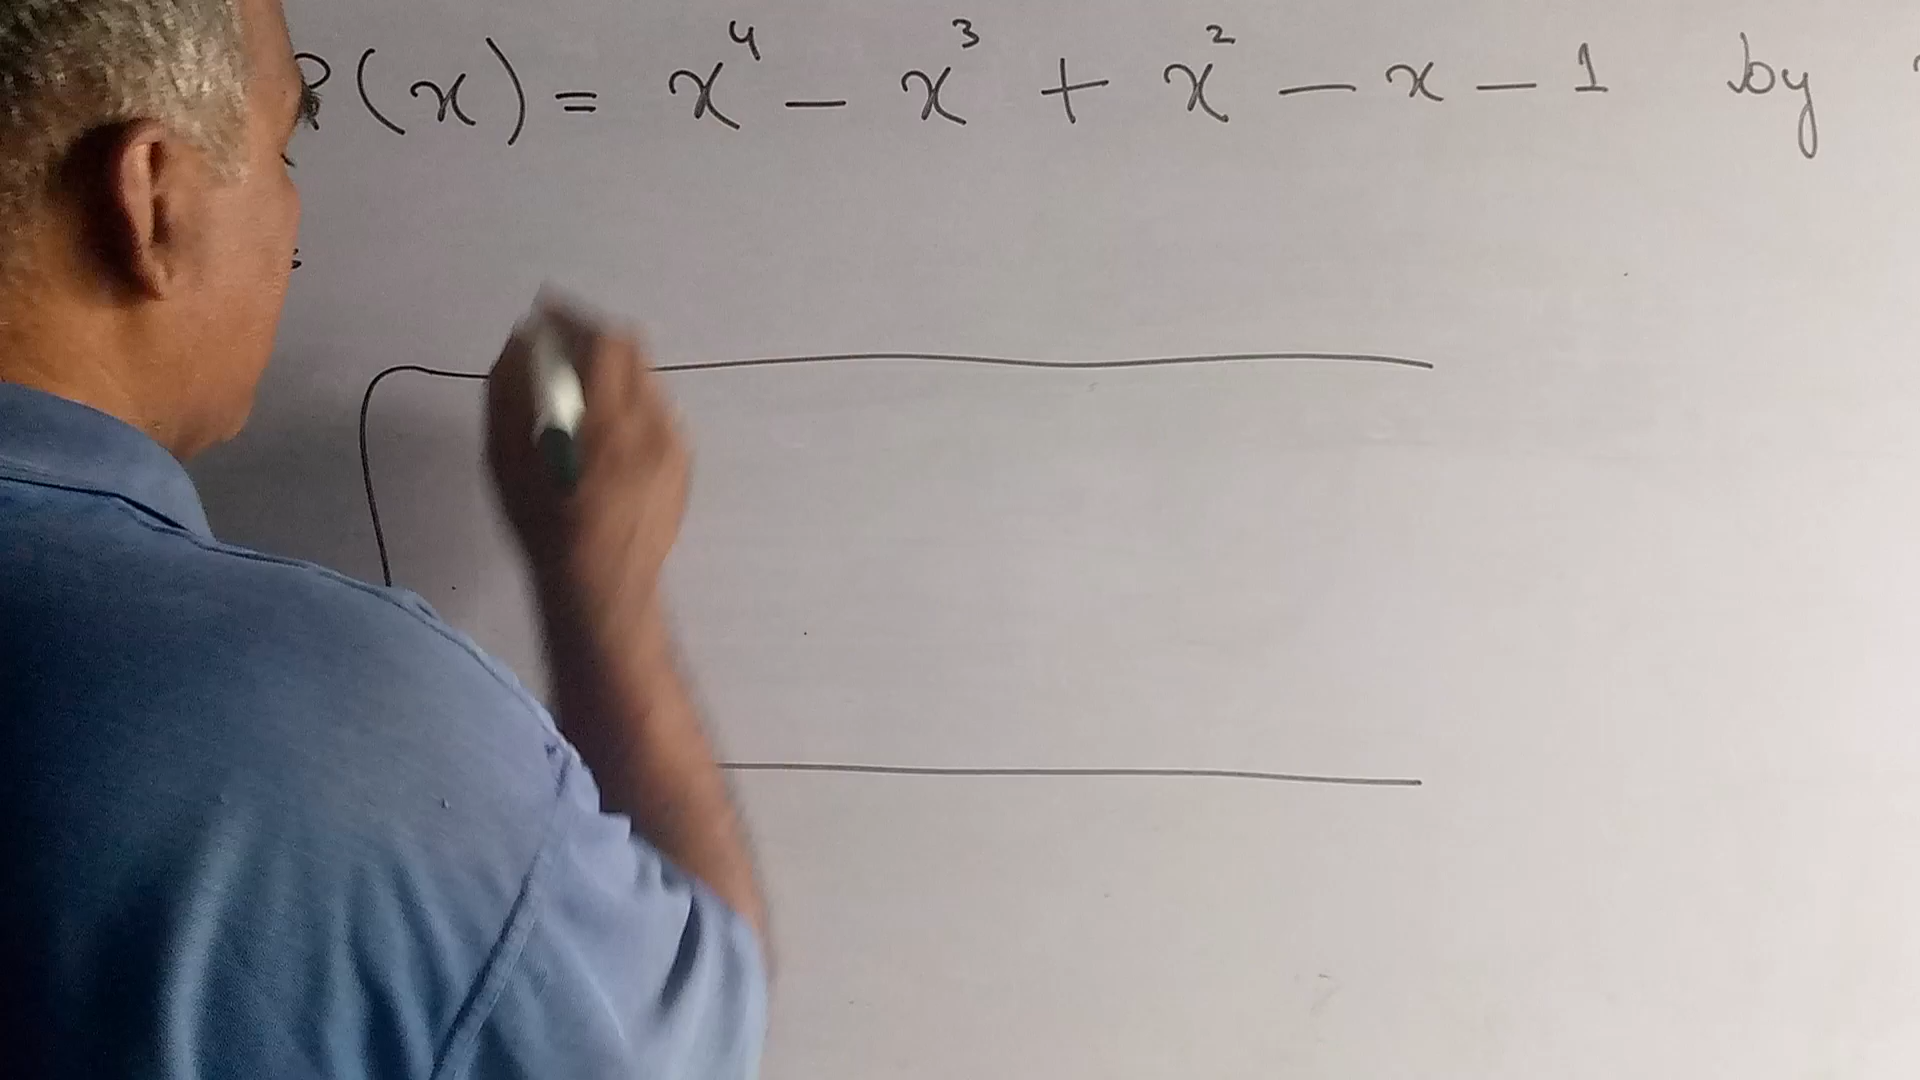 P(x) = x⁴ - x³ + x² - x - 1 by